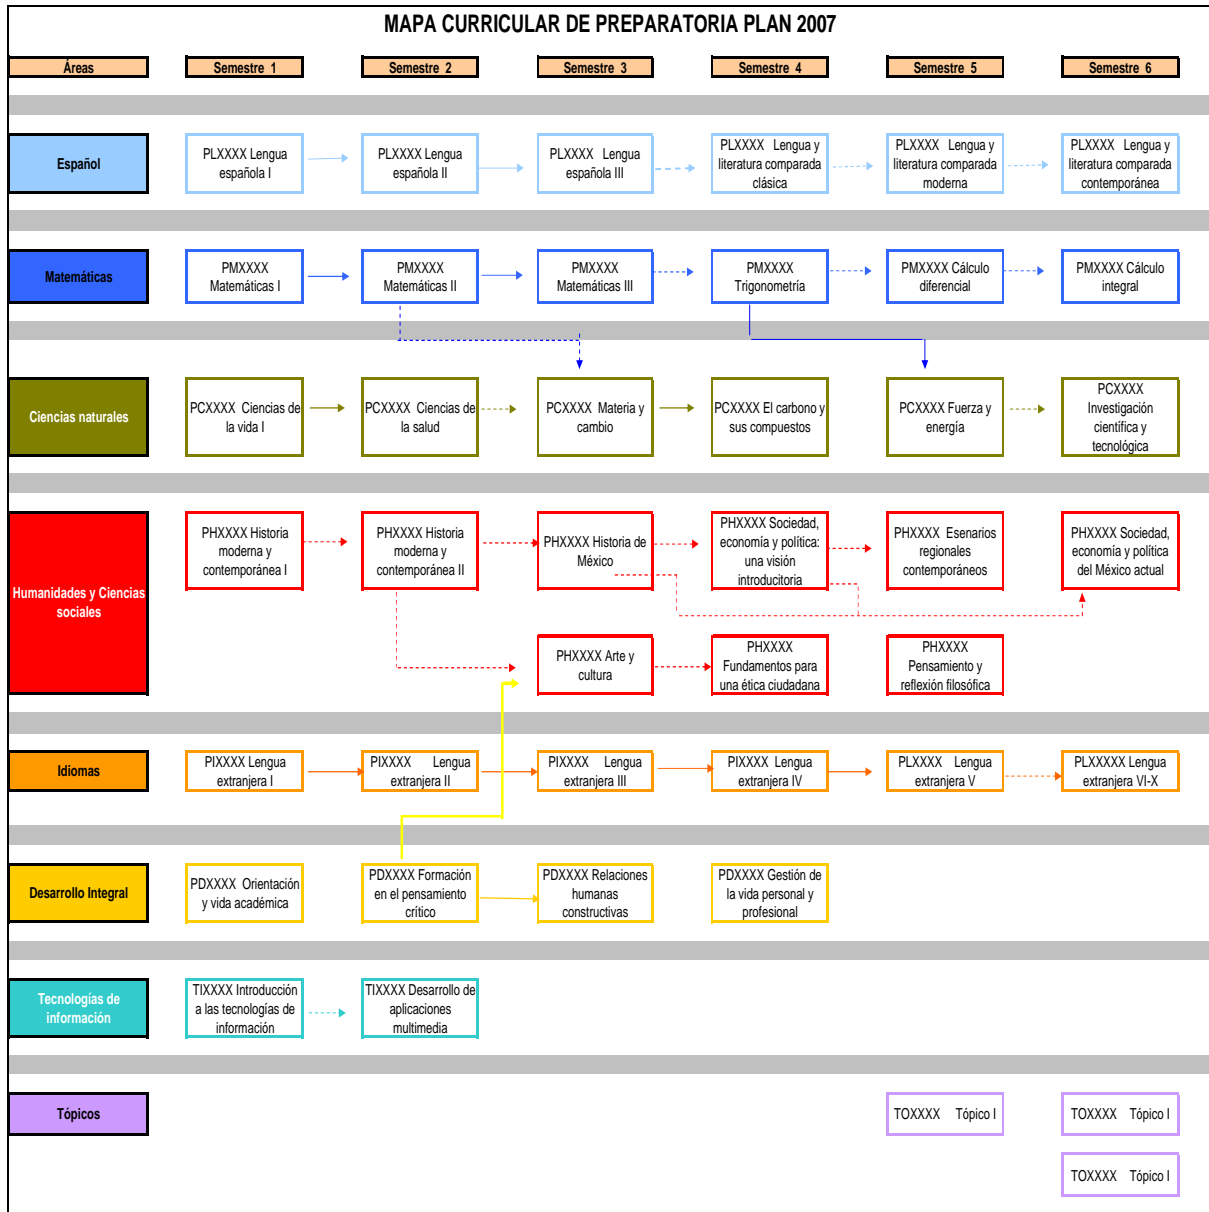 MAPA CURRICULAR DE PREPARATORIA PLAN 2007
Áreas
Semestre 1
Semestre 2
Semestre 3
Semestre 4
Semestre 5
Semestre 6
Español
PLXXXX Lengua
española I
PLXXXX Lengua
española II
PLXXXX Lengua
española III
PLXXXX Lengua y
literatura comparada
clásica
PLXXXX Lengua y
literatura comparada
moderna
PLXXXX Lengua y
literatura comparada
contemporánea
Matemáticas
PMXXXX
Matemáticas I
PMXXXX
Matemáticas II
PMXXXX
Matemáticas III
PMXXXX
Trigonometría
PMXXXX Cálculo
diferencial
PMXXXX Cálculo
integral
Ciencias naturales
PCXXXX Ciencias de
la vida I
PCXXXX Ciencias de
la salud
PCXXXX Materia y
cambio
PCXXXX El carbono y
sus compuestos
PCXXXX Fuerza y
energía
PCXXXX
Investigación
científica y
tecnológica
Humanidades y Ciencias
sociales
PHXXXX Historia
moderna y
contemporánea I
PHXXXX Historia
moderna y
contemporánea II
PHXXXX Historia de
México
PHXXXX Sociedad,
economía y política:
una visión
introducitoria
PHXXXX Esenarios
regionales
contemporáneos
PHXXXX Sociedad,
economía y política
del México actual
PHXXXX Arte y
cultura
PHXXXX
Fundamentos para
una ética ciudadana
PHXXXX
Pensamiento y
reflexión filosófica
Idiomas
PIXXXX Lengua
extranjera I
PIXXXX Lengua
extranjera II
PIXXXX Lengua
extranjera III
PIXXXX Lengua
extranjera IV
PLXXXX Lengua
extranjera V
PLXXXXX Lengua
extranjera VI-X
Desarrollo Integral
PDXXXX Orientación
y vida académica
PDXXXX Formación
en el pensamiento
crítico
PDXXXX Relaciones
humanas
constructivas
PDXXXX Gestión de
la vida personal y
profesional
Tecnologías de
información
TIXXXX Introducción
a las tecnologías de
información
TIXXXX Desarrollo de
aplicaciones
multimedia
Tópicos
TOXXXX Tópico I
TOXXXX Tópico I
TOXXXX Tópico I